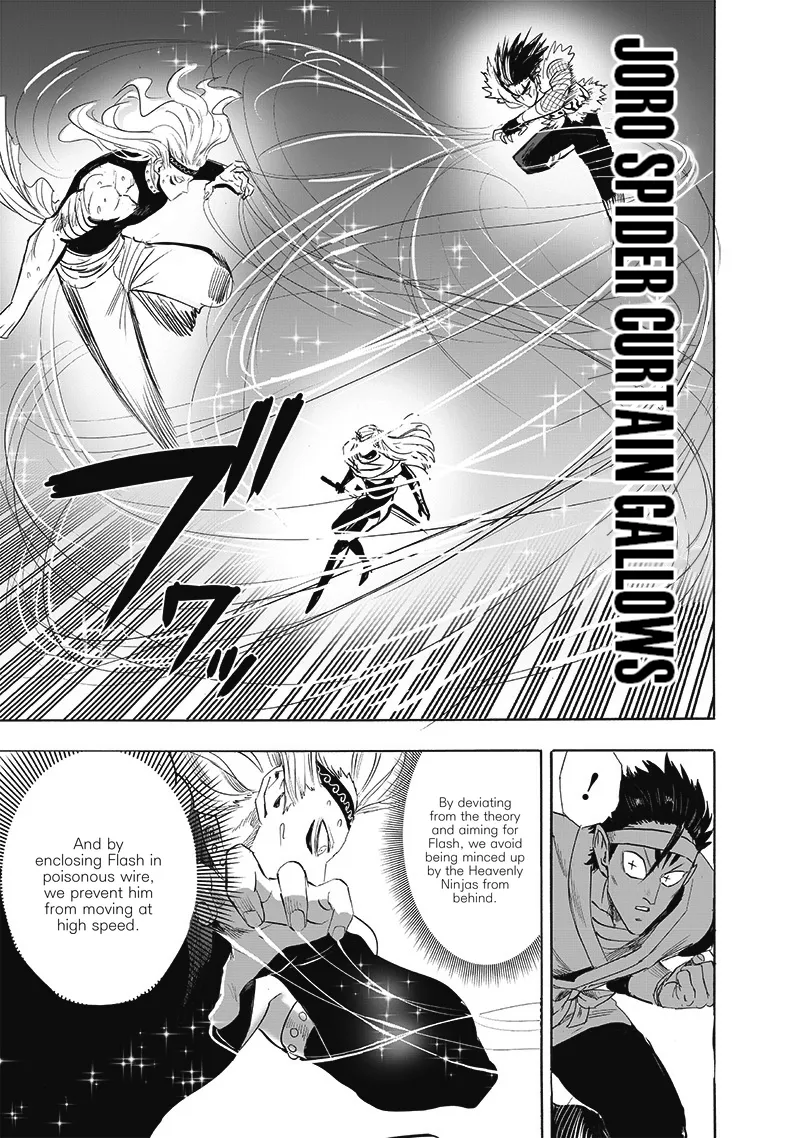 JORO SPIDER CURTAIN GALLOWS
ブ
ワッ
!
By deviating
from the theory
and aiming for
Flash, we avoid
being minced up
by the Heavenly
Ninjas from
behind.
And by
enclosing Flash in
poisonous wire,
we prevent him
from moving at
high speed.